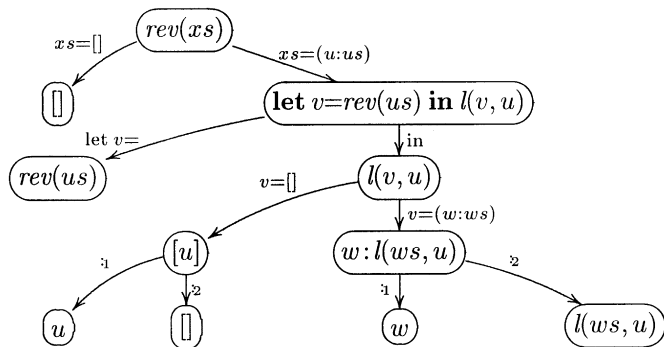 rev(xs)
xs=[]
xs=(u:us)
[]
let v=rev(us) in l(v, u)
let v=
in
rev(us)
l(v, u)
v=[]
v=(w:ws)
[u]
w:l(ws, u)
:1
:2
:1
:2
u
[]
w
l(ws, u)